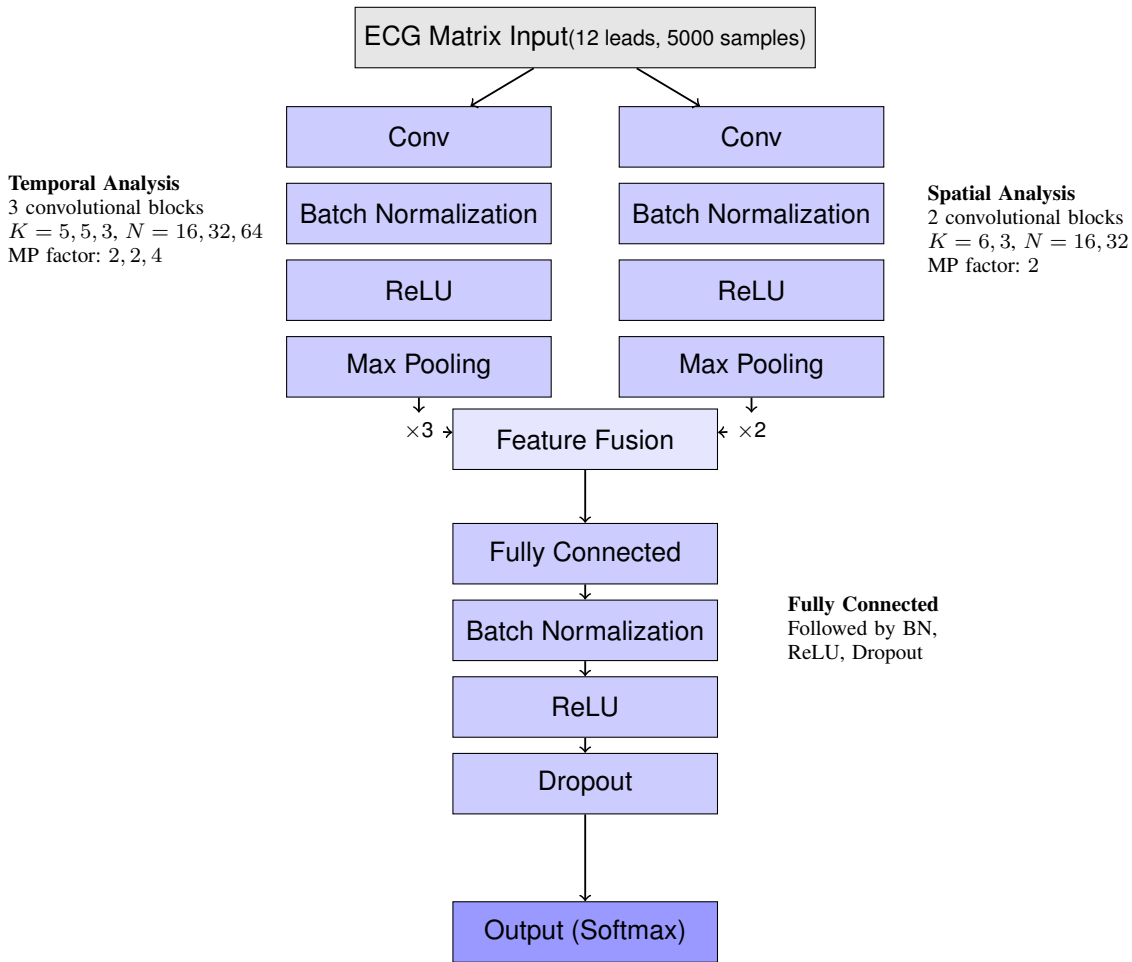 ECG Matrix Input(12 leads, 5000 samples)
Temporal Analysis
3 convolutional blocks
K = 5, 5, 3, N = 16, 32, 64
MP factor: 2, 2, 4
Conv
Batch Normalization
ReLU
Max Pooling
×3
Conv
Batch Normalization
ReLU
Max Pooling
×2
Spatial Analysis
2 convolutional blocks
K = 6, 3, N = 16, 32
MP factor: 2
Feature Fusion
Fully Connected
Batch Normalization
ReLU
Dropout
Fully Connected
Followed by BN,
ReLU, Dropout
Output (Softmax)